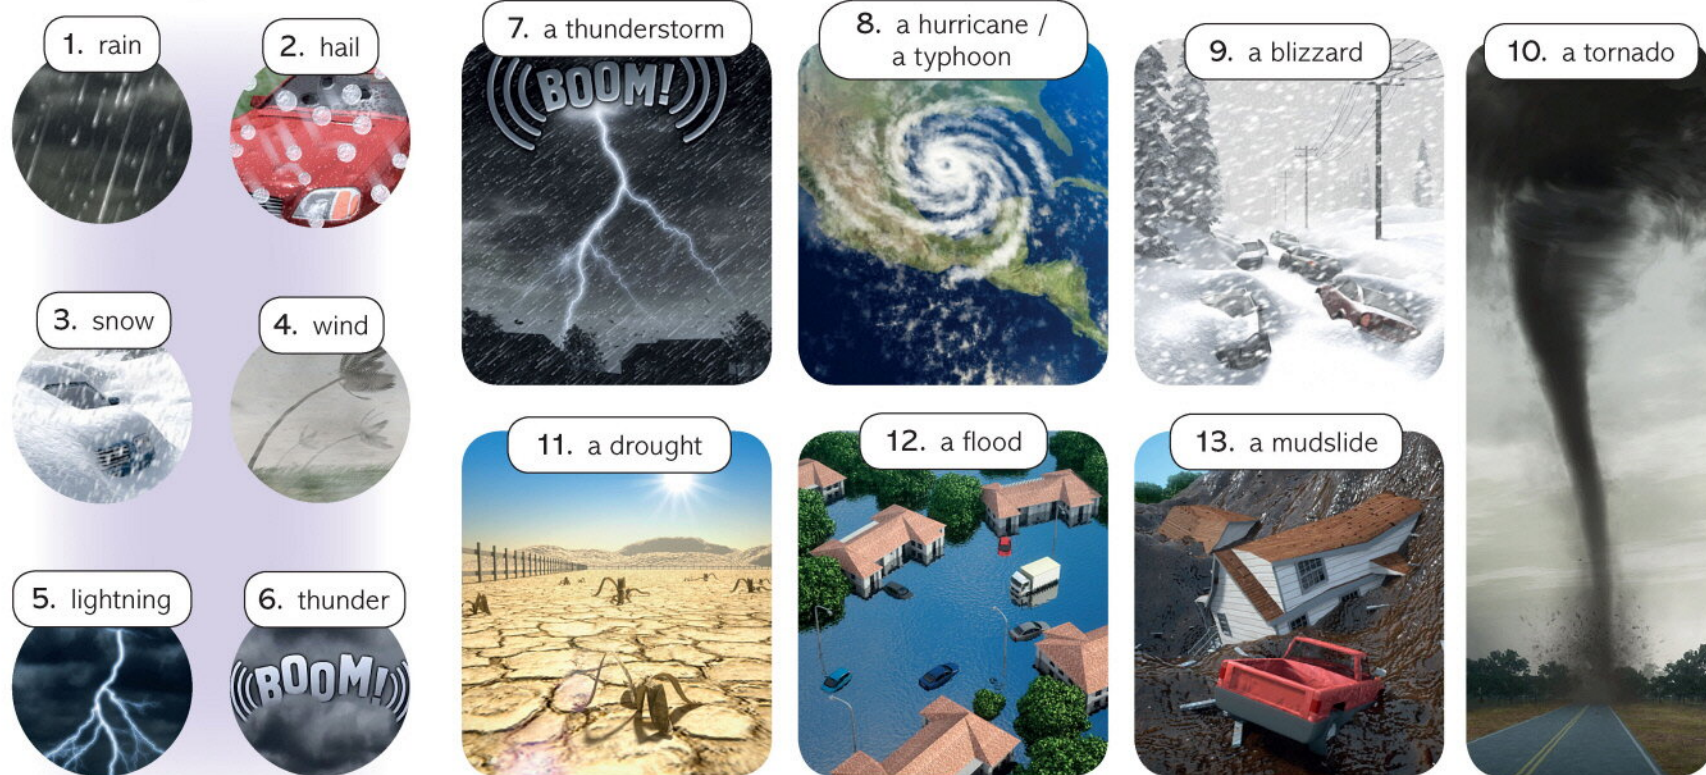 1. rain
2. hail
7. a thunderstorm
8. a hurricane /
a typhoon
9. a blizzard
10. a tornado
BOOM!
3. snow
4. wind
11. a drought
12. a flood
13. a mudslide
5. lightning
6. thunder
BOOM!